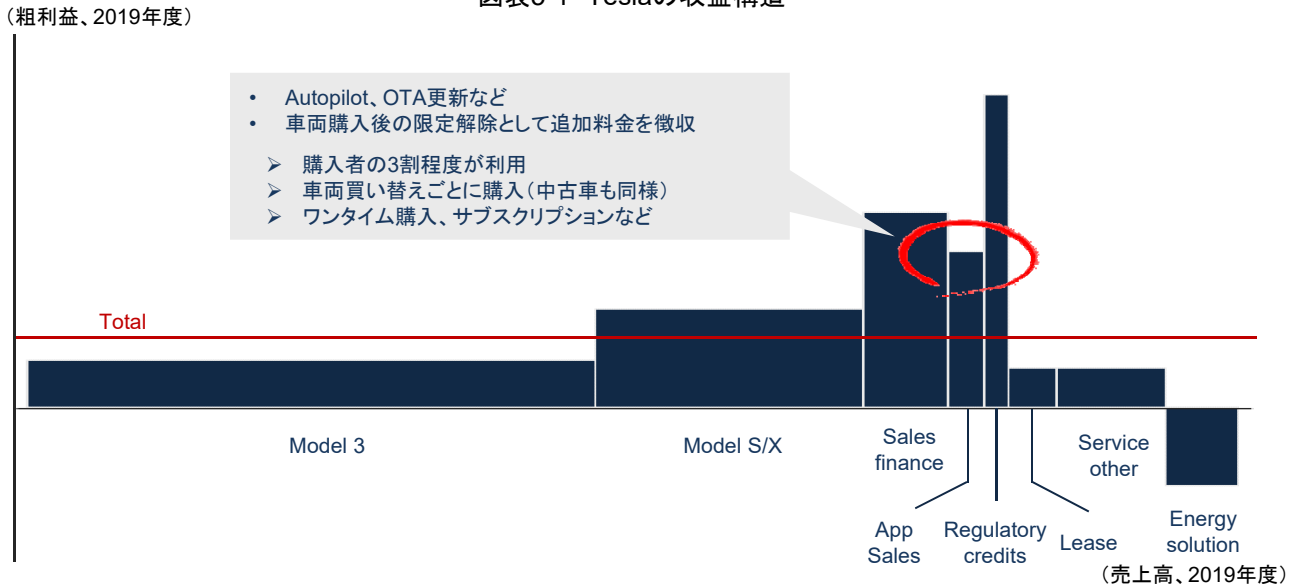 （粗利益、2019年度）
• Autopilot、OTA更新など
• 車両購入後の限定解除として追加料金を徴収
➢ 購入者の3割程度が利用
➢ 車両買い替えごとに購入（中古車も同様）
➢ ワンタイム購入、サブスクリプションなど
Total
Model 3
Model S/X
Sales
finance
Service
other
App
Sales
Regulatory
credits
Lease
Energy
solution
（売上高、2019年度）